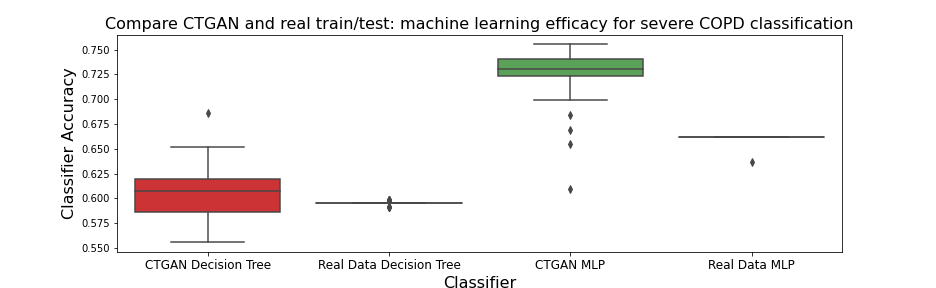 Compare CTGAN and real train/test: machine learning efficacy for severe COPD classification
Classifier Accuracy
0.750
0.725
0.700
0.675
0.650
0.625
0.600
0.575
0.550
CTGAN Decision Tree
Real Data Decision Tree
CTGAN MLP
Real Data MLP
Classifier